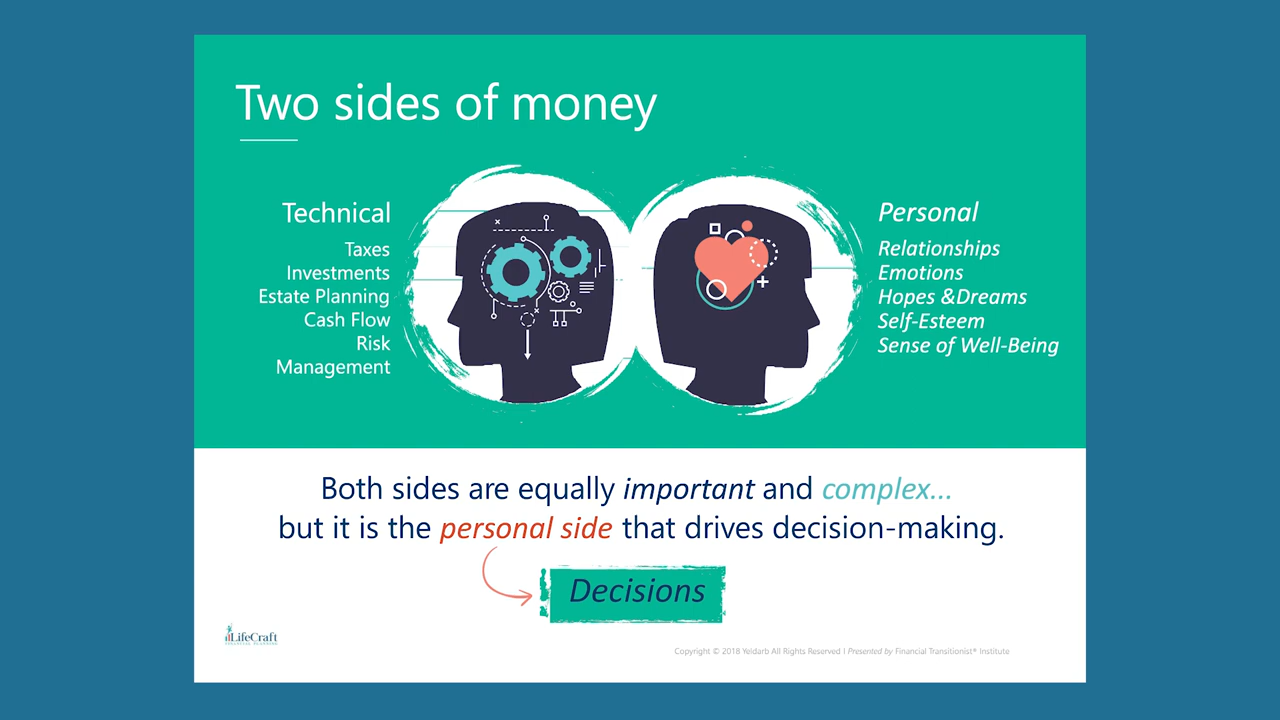 Two sides of money
Technical
Taxes
Investments
Estate Planning
Cash Flow
Risk
Management
Personal
Relationships
Emotions
Hopes &Dreams
Self-Esteem
Sense of Well-Being
Both sides are equally important and complex...
but it is the personal side that drives decision-making.
Decisions
LifeCraft
FINANCIAL PLANNING
Copyright © 2018 Yeldarb All Rights Reserved I Presented by Financial Transitionist® Institute